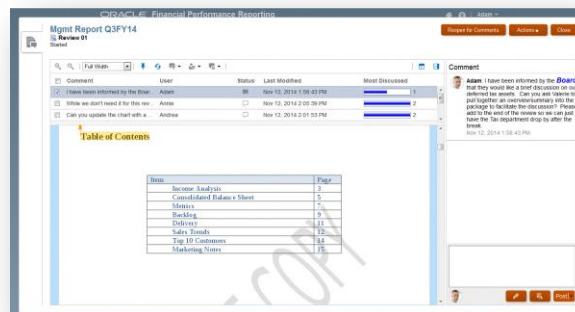 ORACLE Financial Performance Reporting
Adam
Mgmt Report Q3FY14
Review 01
Started
Reopen for Comments
Actions
Close
Full Width
Comment User Status Last Modified Most Discussed
I have been informed by the Boar... Adam Nov 12, 2014 1:58:43 PM 1
While we don't need it for this rev... Annie Nov 12, 2014 2:05:39 PM 2
Can you update the chart with a ... Andrea Nov 12, 2014 2:01:53 PM 2
Comment
Adam: I have been informed by the Board
that they would like a brief discussion on our
deferred tax assets. Can you ask Valerie to
put together an overview/summary into the
package to facilitate the discussion? Please
add to the end of the review so we can just
have the Tax department drop by after the
break.
Nov 12, 2014 1:58:43 PM
Table of Contents
Item Page
Income Analysis 3
Consolidated Balance Sheet 5
Metrics 7
Backlog 9
Delivery 11
Sales Trends 12
Top 10 Customers 14
Marketing Notes 15
COPY
Post